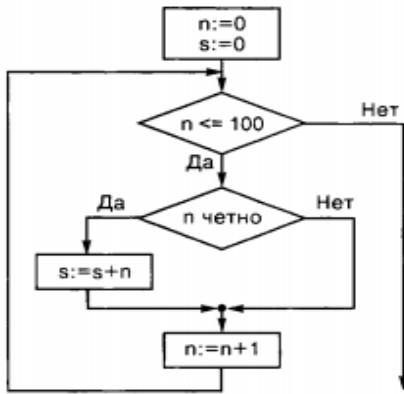 n:=0
s:=0
n <= 100
Нет
Да
Да
n четно
Нет
s:=s+n
n:=n+1